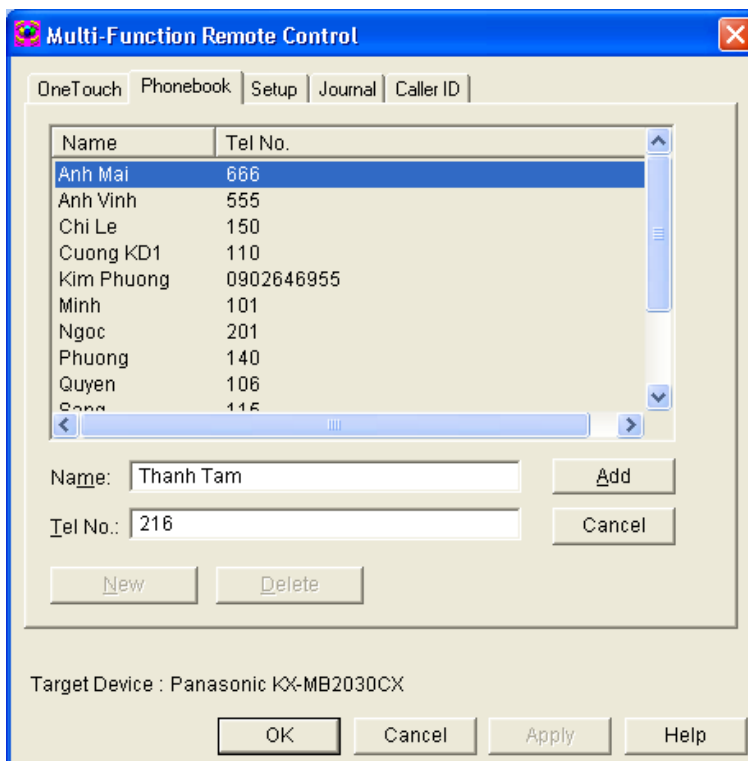 Multi-Function Remote Control
OneTouch Phonebook Setup Journal Caller ID
Name Tel No.
Anh Mai 666
Anh Vinh 555
Chi Le 150
Cuong KD1 110
Kim Phuong 0902646955
Minh 101
Ngoc 201
Phuong 140
Quyen 106
Sang 115
Name: Thanh Tam Add
Tel No.: 216 Cancel
New Delete
Target Device : Panasonic KX-MB2030CX
OK Cancel Apply Help